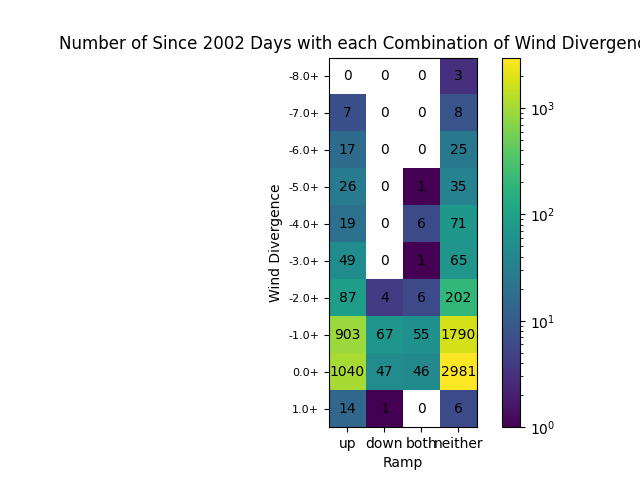 Number of Since 2002 Days with each Combination of Wind
Wind Divergence
-8.0+ 0 0 0 3
-7.0+ 7 0 0 8
-6.0+ 17 0 0 25
-5.0+ 26 0 1 35
-4.0+ 19 0 6 71
-3.0+ 49 0 1 65
-2.0+ 87 4 6 202
-1.0+ 903 67 55 1790
0.0+ 1040 47 46 2981
1.0+ 14 1 0 6
up down both neither
Ramp
10³
10²
10¹
10⁰